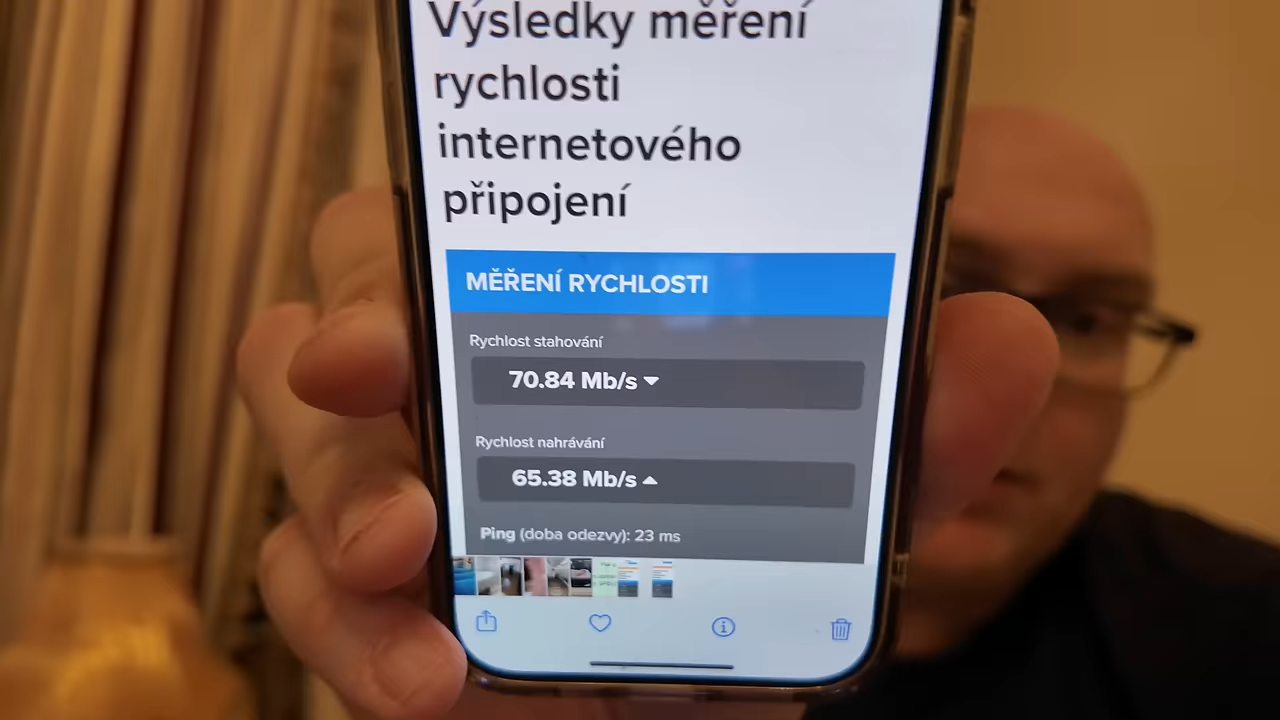 Výsledky měření
rychlosti
internetového
připojení
MĚŘENÍ RYCHLOSTI
Rychlost stahování
70.84 Mb/s
Rychlost nahrávání
65.38 Mb/s
Ping (doba odezvy): 23 ms